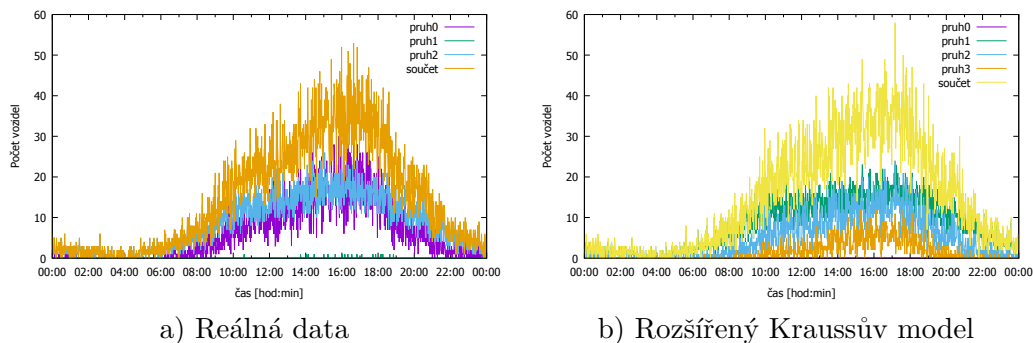 Počet vozidel
60
50
40
30
20
10
0
pruh0
pruh1
pruh2
součet
00:00 02:00 04:00 06:00 08:00 10:00 12:00 14:00 16:00 18:00 20:00 22:00 00:00
čas [hod:min]
a) Reálná data
Počet vozidel
60
50
40
30
20
10
0
pruh0
pruh1
pruh2
pruh3
součet
00:00 02:00 04:00 06:00 08:00 10:00 12:00 14:00 16:00 18:00 20:00 22:00 00:00
čas [hod:min]
b) Rozšířený Kraussův model